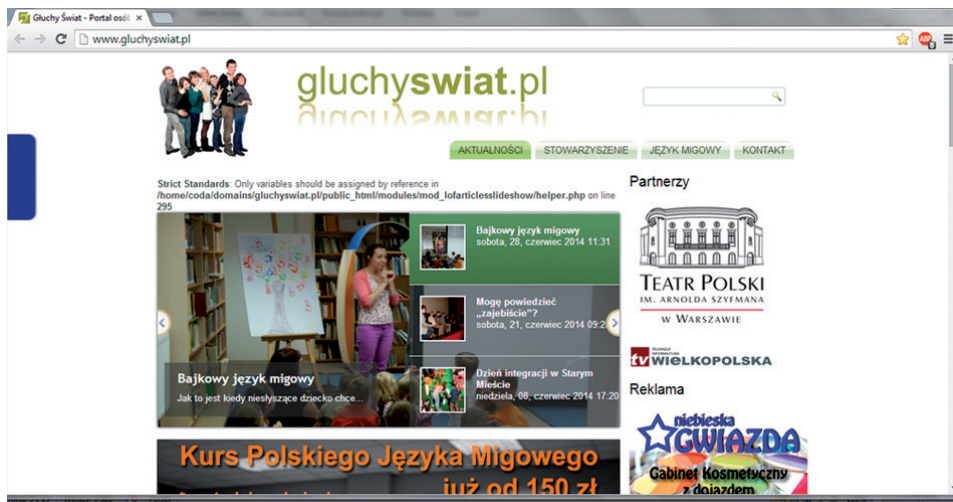 Głuchy Świat - Portal osób
www.gluchyswiat.pl
gluchyswiat.pl
AKTUALNOŚCI STOWARZYSZENIE JĘZYK MIGOWY KONTAKT
Strict Standards: Only variables should be assigned by reference in
/home/coda/domains/gluchyswiat.pl/public_html/modules/mod_lofarticlesslideshow/helper.php on line
295
Bajkowy język migowy
sobota, 28, czerwiec 2014 11:31
Mogę powiedzieć
„zajebiście”?
sobota, 21, czerwiec 2014 09:2
Dzień integracji w Starym
Mieście
niedziela, 08, czerwiec 2014 17.20
Bajkowy język migowy
Jak to jest kiedy niesłyszące dziecko chce...
Kurs Polskiego Języka Migowego
już od 150 zł
Partnerzy
TEATR POLSKI
IM. ARNOLDA SZYFMANA
W WARSZAWIE
tv WIELKOPOLSKA
Reklama
niebieska
GWIAZDA
Gabinet Kosmetyczny
z dojazdem